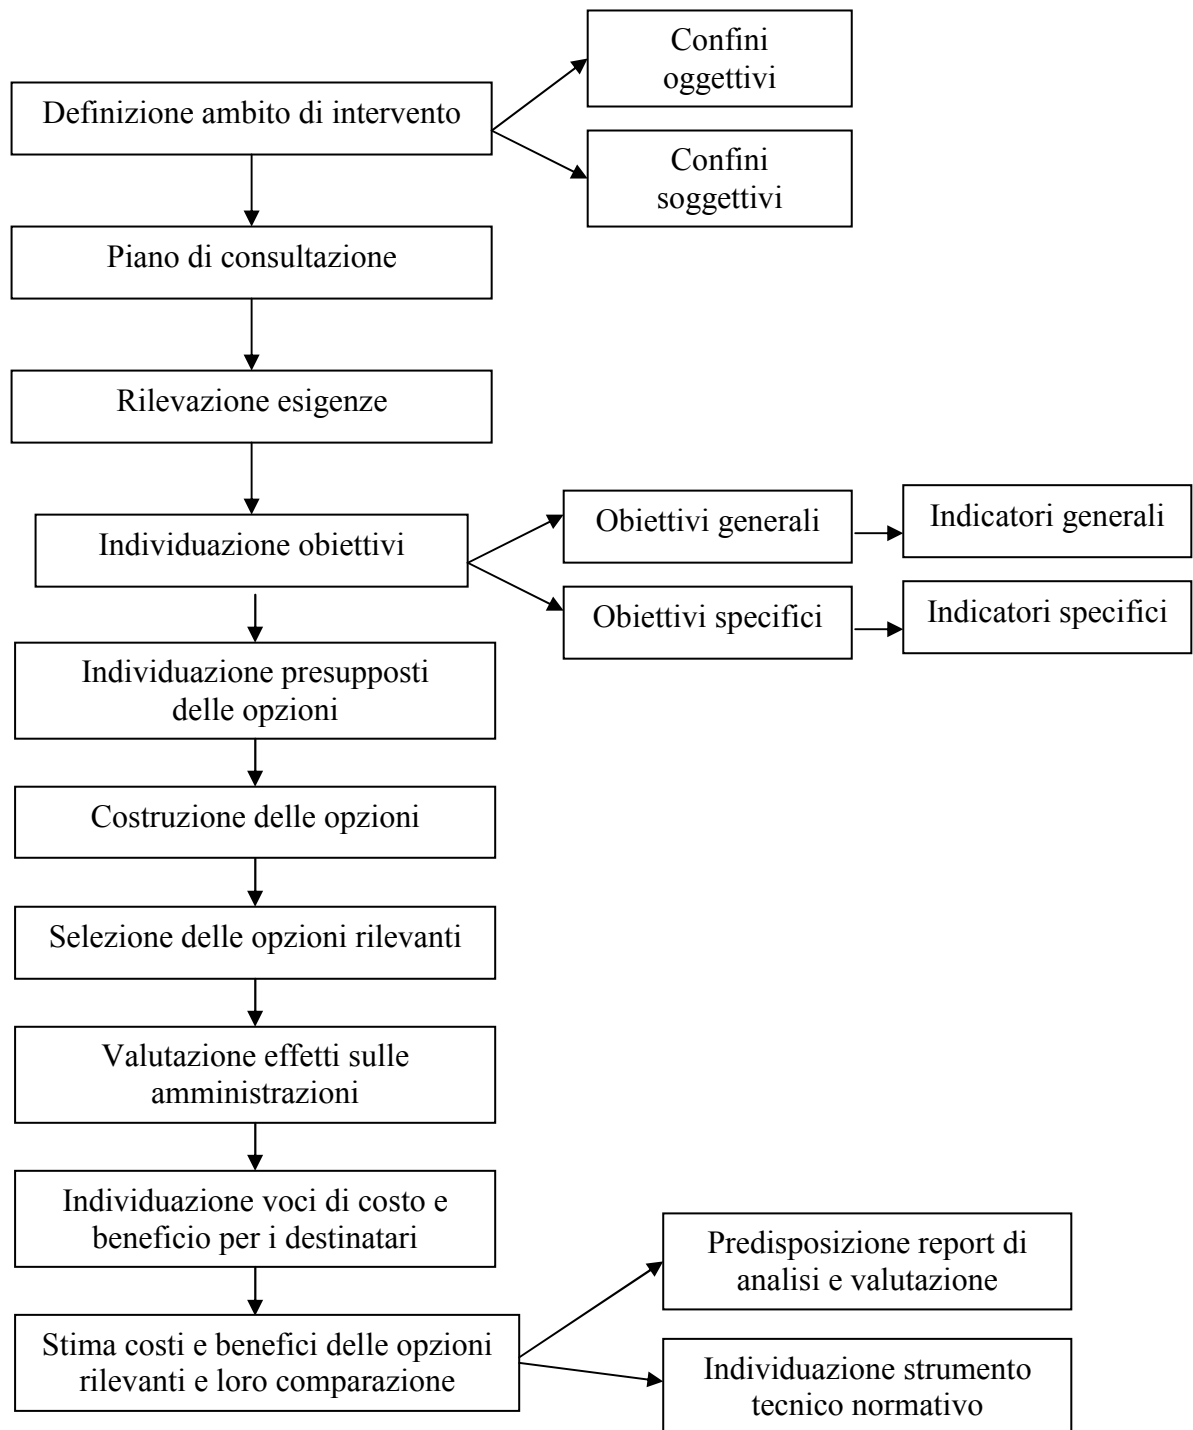 Confini
oggettivi
Definizione ambito di intervento
Confini
soggettivi
Piano di consultazione
Rilevazione esigenze
Individuazione obiettivi
Obiettivi generali
Indicatori generali
Obiettivi specifici
Indicatori specifici
Individuazione presupposti
delle opzioni
Costruzione delle opzioni
Selezione delle opzioni rilevanti
Valutazione effetti sulle
amministrazioni
Individuazione voci di costo e
beneficio per i destinatari
Predisposizione report di
analisi e valutazione
Stima costi e benefici delle opzioni
rilevanti e loro comparazione
Individuazione strumento
tecnico normativo